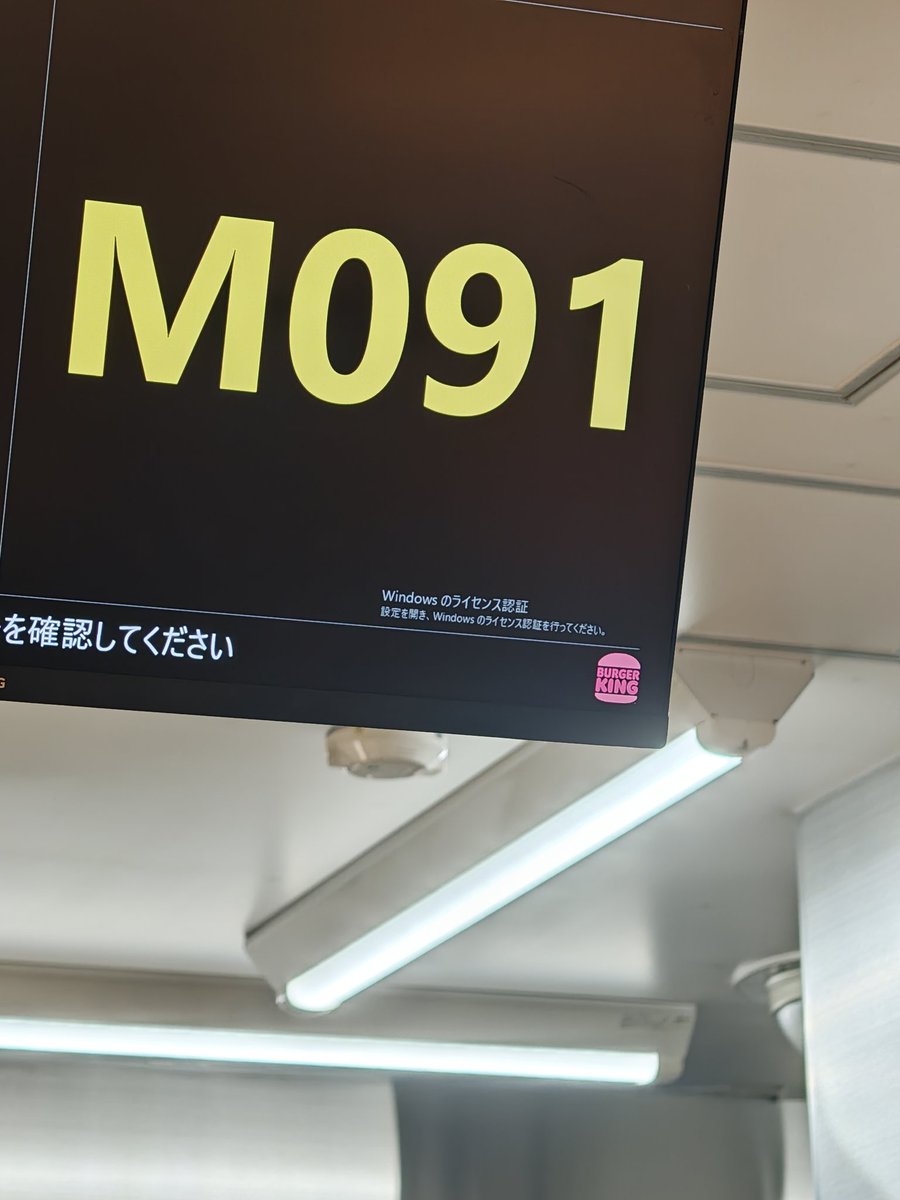 M091
Windows のライセンス認証
設定を開き、Windows のライセンス認証を行ってください。
を確認してください
BURGER
KING
G